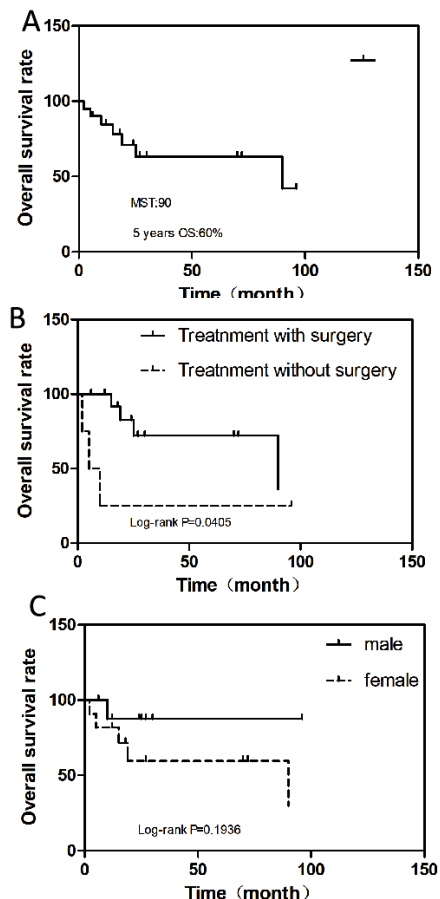 A
150
100
50
0
Overall survival rate
MST:90
5 years OS:60%
0
50
100
150
Time（month）
B
150
100
50
0
Overall survival rate
Treatnment with surgery
Treatnment without surgery
Log-rank P=0.0405
0
50
100
150
Time（month）
C
150
100
50
0
Overall survival rate
male
female
Log-rank P=0.1936
0
50
100
150
Time（month）